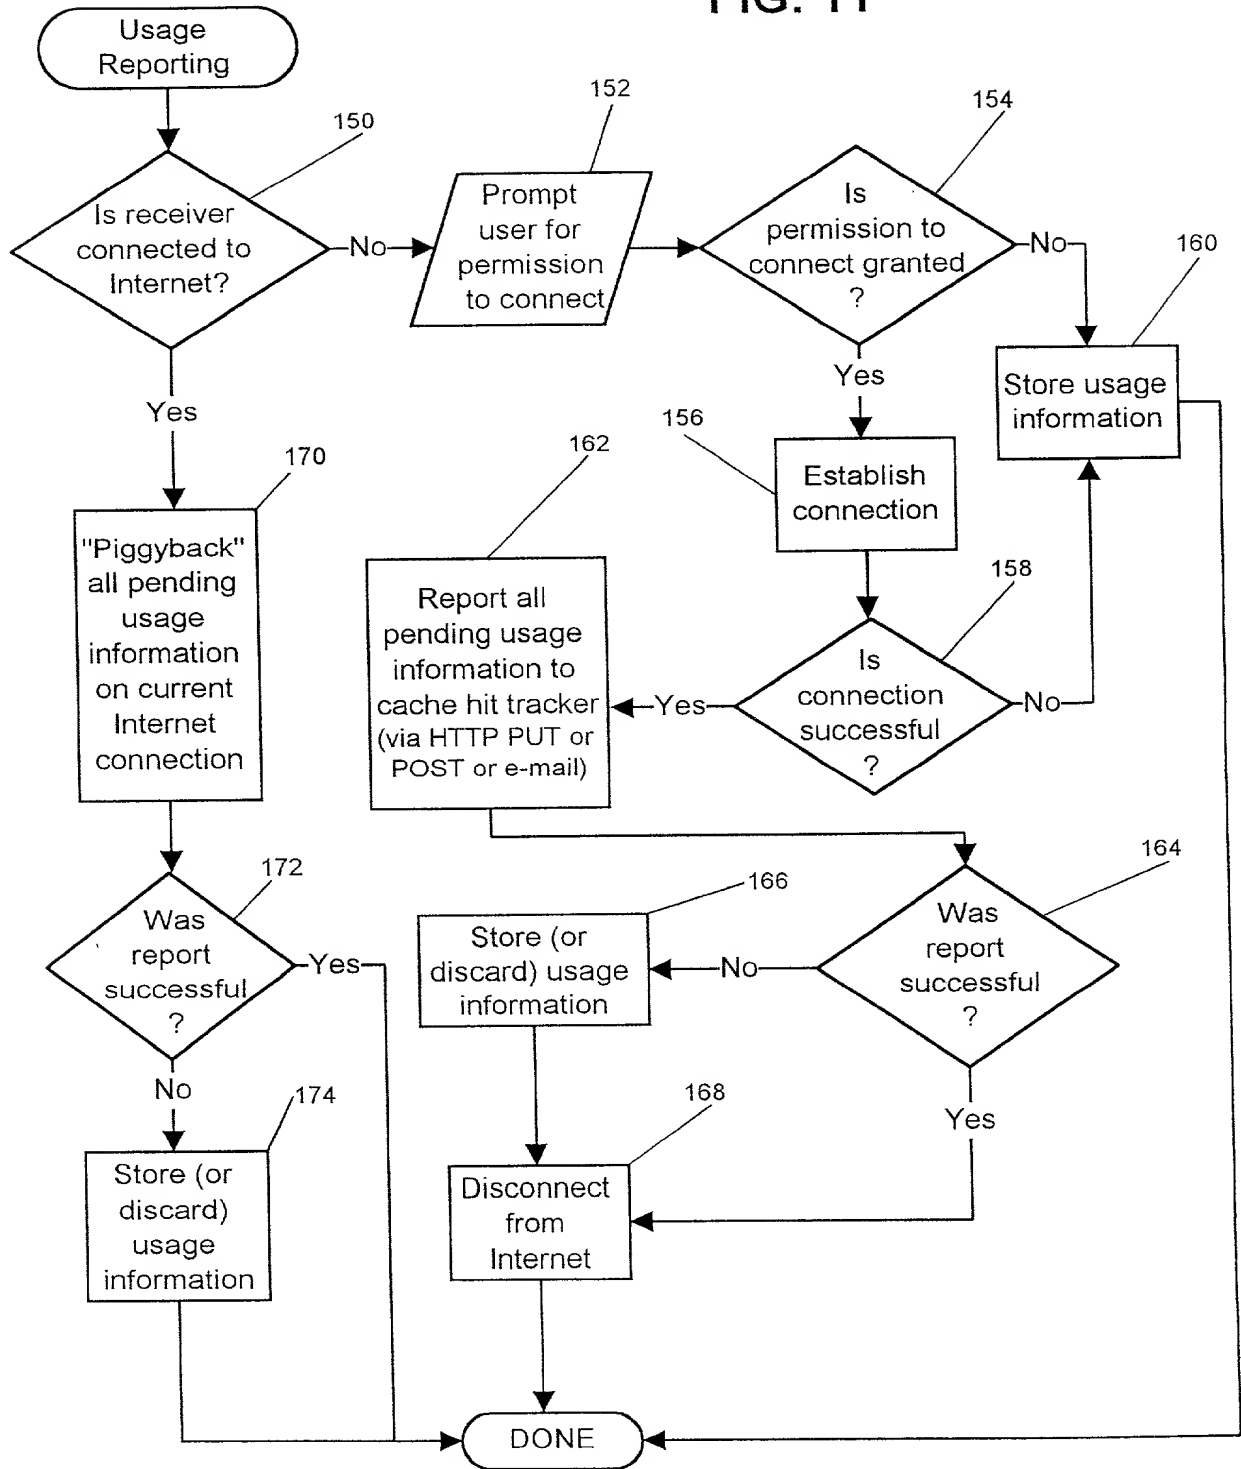 FIG. 11
Usage
Reporting
150
Is receiver
connected to
Internet?
No
152
Prompt
user for
permission
to connect
154
Is
permission to
connect granted
?
No
160
Store usage
information
Yes
156
Establish
connection
158
Is
connection
successful
?
No
Yes
162
Report all
pending usage
information to
cache hit tracker
(via HTTP PUT or
POST or e-mail)
Yes
170
"Piggyback"
all pending
usage
information
on current
Internet
connection
172
Was
report
successful
?
Yes
No
174
Store (or
discard)
usage
information
164
Was
report
successful
?
No
166
Store (or
discard) usage
information
Yes
168
Disconnect
from
Internet
DONE